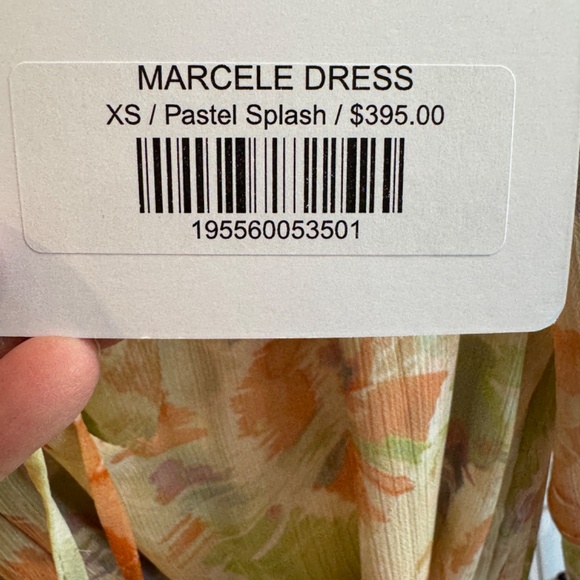 MARCELE DRESS
XS / Pastel Splash / $395.00
195560053501